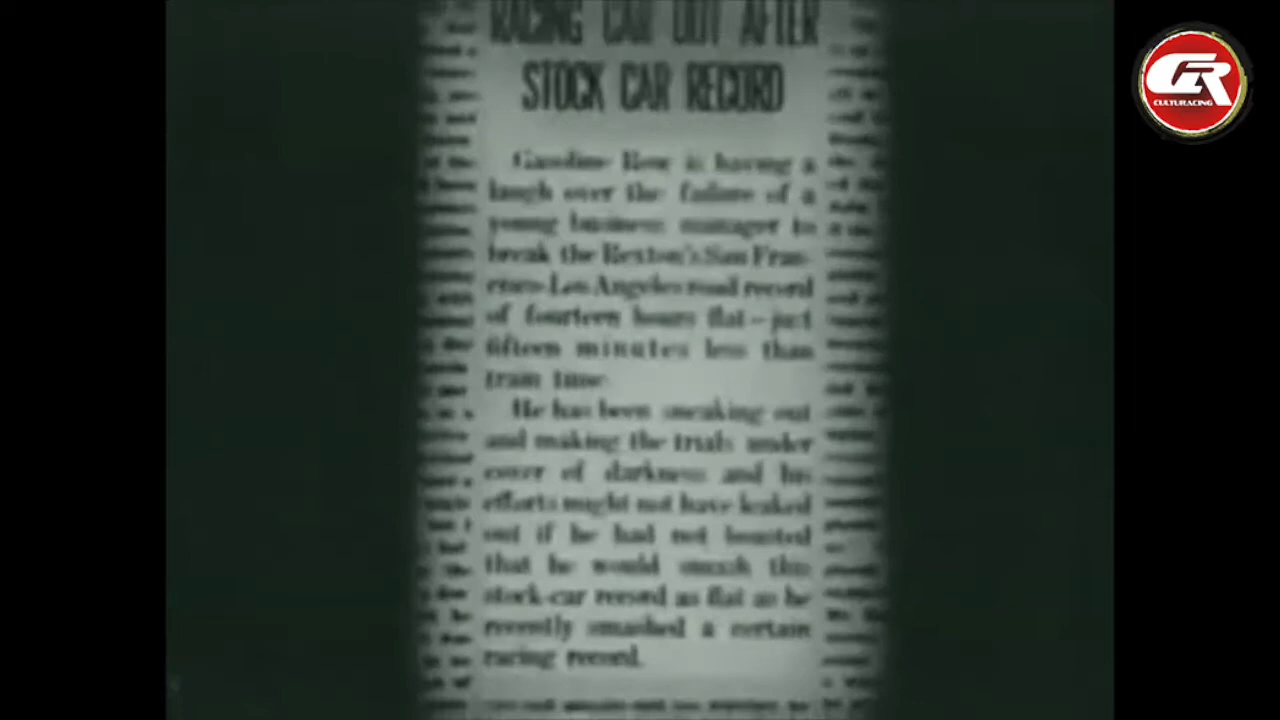 RACING CAR OUT AFTER
STOCK CAR RECORD
Gasoline Row is having a
laugh over the failure of a
young business manager to
break the Rexton's San Fran-
cisco-Los Angeles road record
of fourteen hours flat—just
fifteen minutes less than
train time.
He has been sneaking out
and making the trials under
cover of darkness and his
efforts might not have leaked
out if he had not boasted
that he would smash this
stock-car record as flat as he
recently smashed a certain
racing record.
CR
CULTURACING